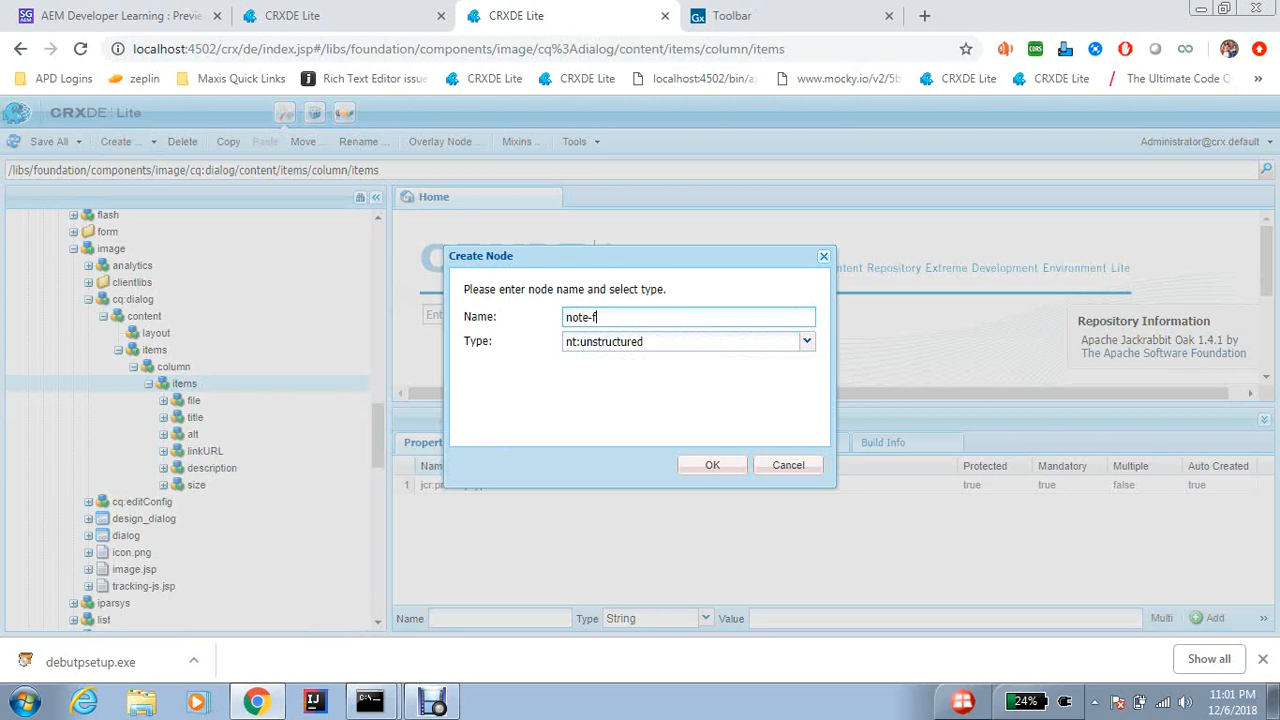 AEM Developer Learning : Previe
CRXDE Lite
CRXDE Lite
Toolbar
localhost:4502/crx/de/index.jsp#/libs/foundation/components/image/cq%3Adialog/content/items/column/items
APD Logins
zeplin
Maxis Quick Links
Rich Text Editor issue
CRXDE Lite
CRXDE Lite
localhost:4502/bin/a
www.mocky.io/v2/5b
CRXDE Lite
CRXDE Lite
The Ultimate Code Q
CRXDE | Lite
Save All
Create ...
Delete
Copy
Paste
Move ...
Rename ...
Overlay Node ...
Mixins ...
Tools
Administrator@crx.default
/libs/foundation/components/image/cq:dialog/content/items/column/items
Home
flash
form
image
analytics
clientlibs
cq:dialog
content
layout
items
column
items
file
title
alt
linkURL
description
size
cq:editConfig
design_dialog
dialog
icon.png
image.jsp
tracking-js.jsp
iparsys
list
Create Node
Please enter node name and select type.
Name:
note-f
Type:
nt:unstructured
OK
Cancel
ntent Repository Extreme Development Environment Lite
Ent
Repository Information
Apache Jackrabbit Oak 1.4.1 by
The Apache Software Foundation
Propert
Build Info
Protected
Mandatory
Multiple
Auto Created
1
true
true
false
true
Name
Type
String
Value
Multi
Add
debutpsetup.exe
Show all
24%
11:01 PM
12/6/2018